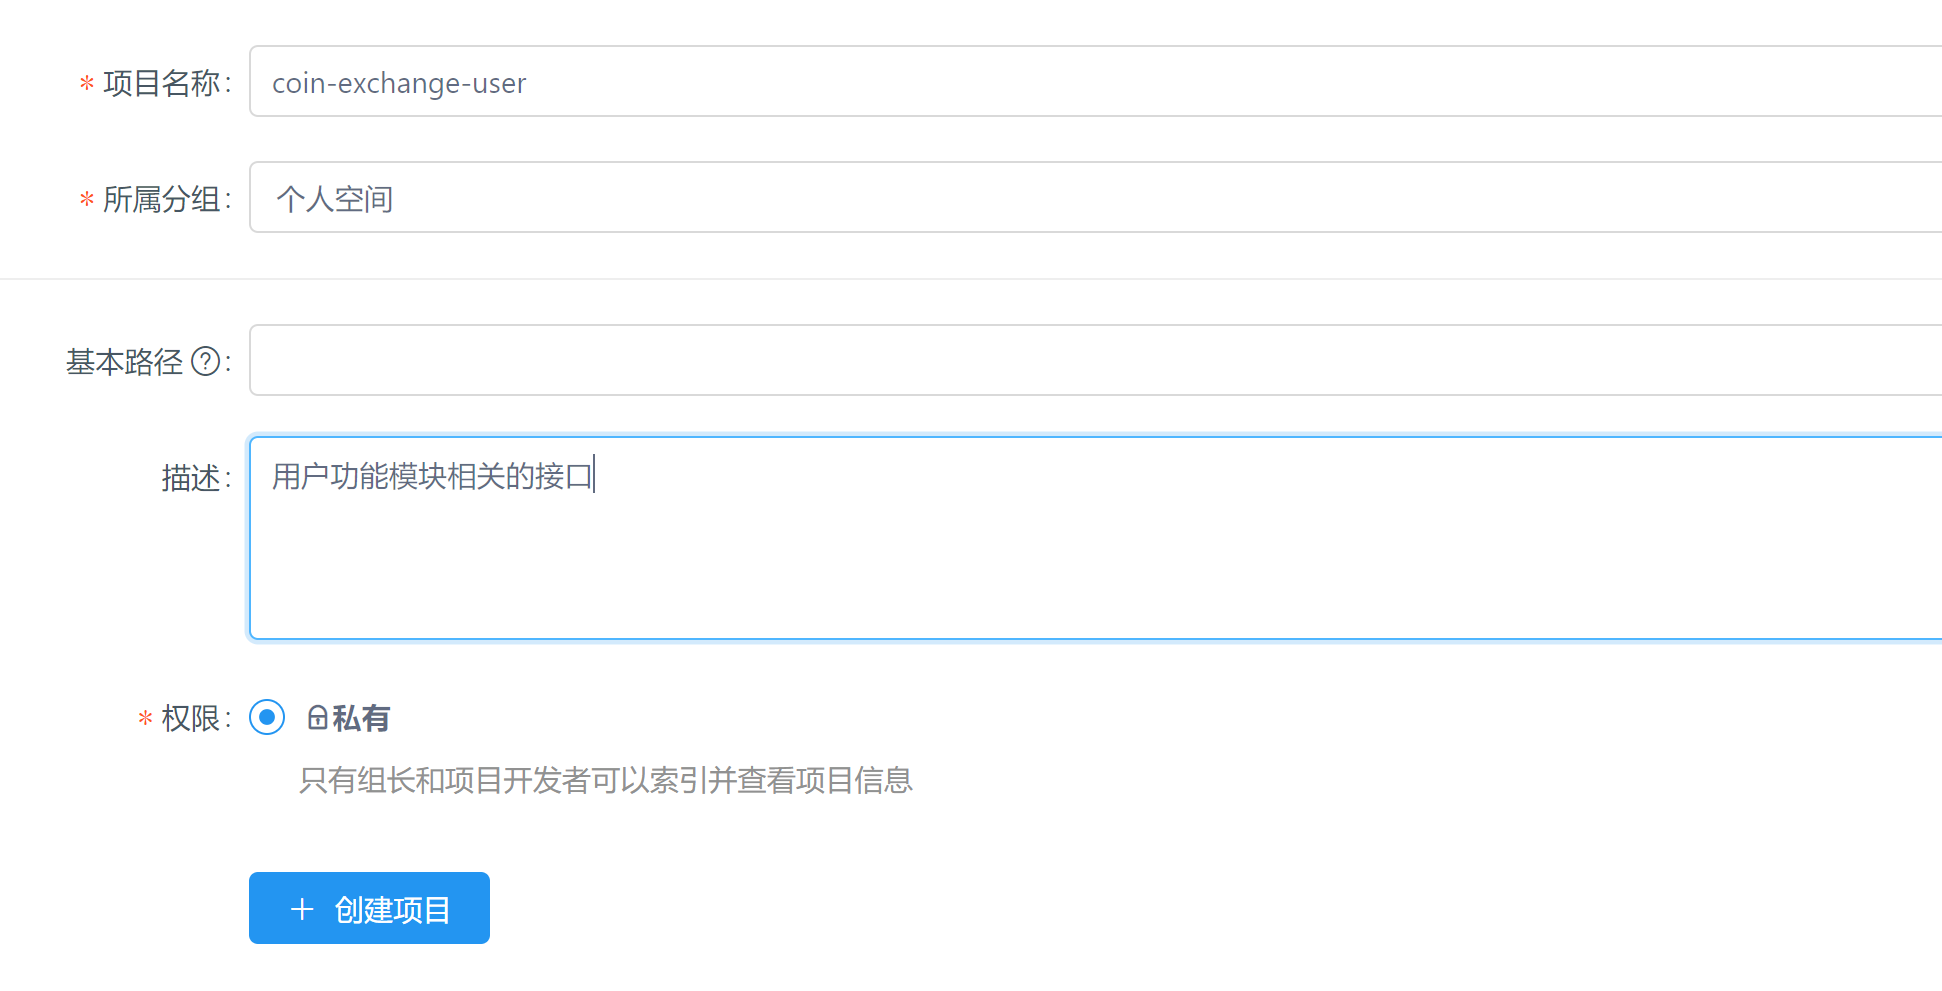 * 项目名称: coin-exchange-user
* 所属分组: 个人空间
基本路径 ? :
描述: 用户功能模块相关的接口
* 权限: 私有
只有组长和项目开发者可以索引并查看项目信息
+ 创建项目